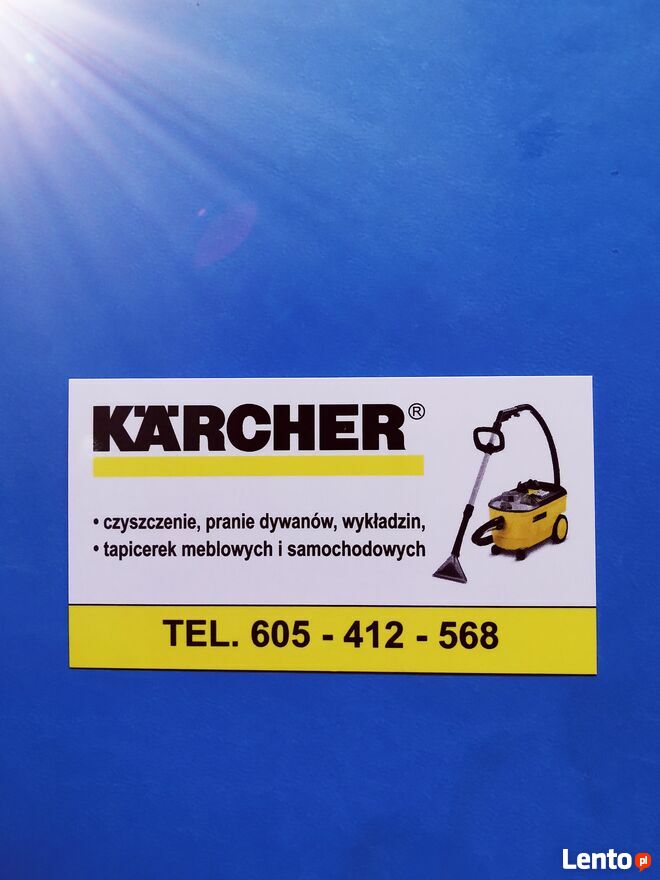 KÄRCHER®
• czyszczenie, pranie dywanów, wykładzin,
• tapicerek meblowych i samochodowych
TEL. 605 - 412 - 568
Lento pl